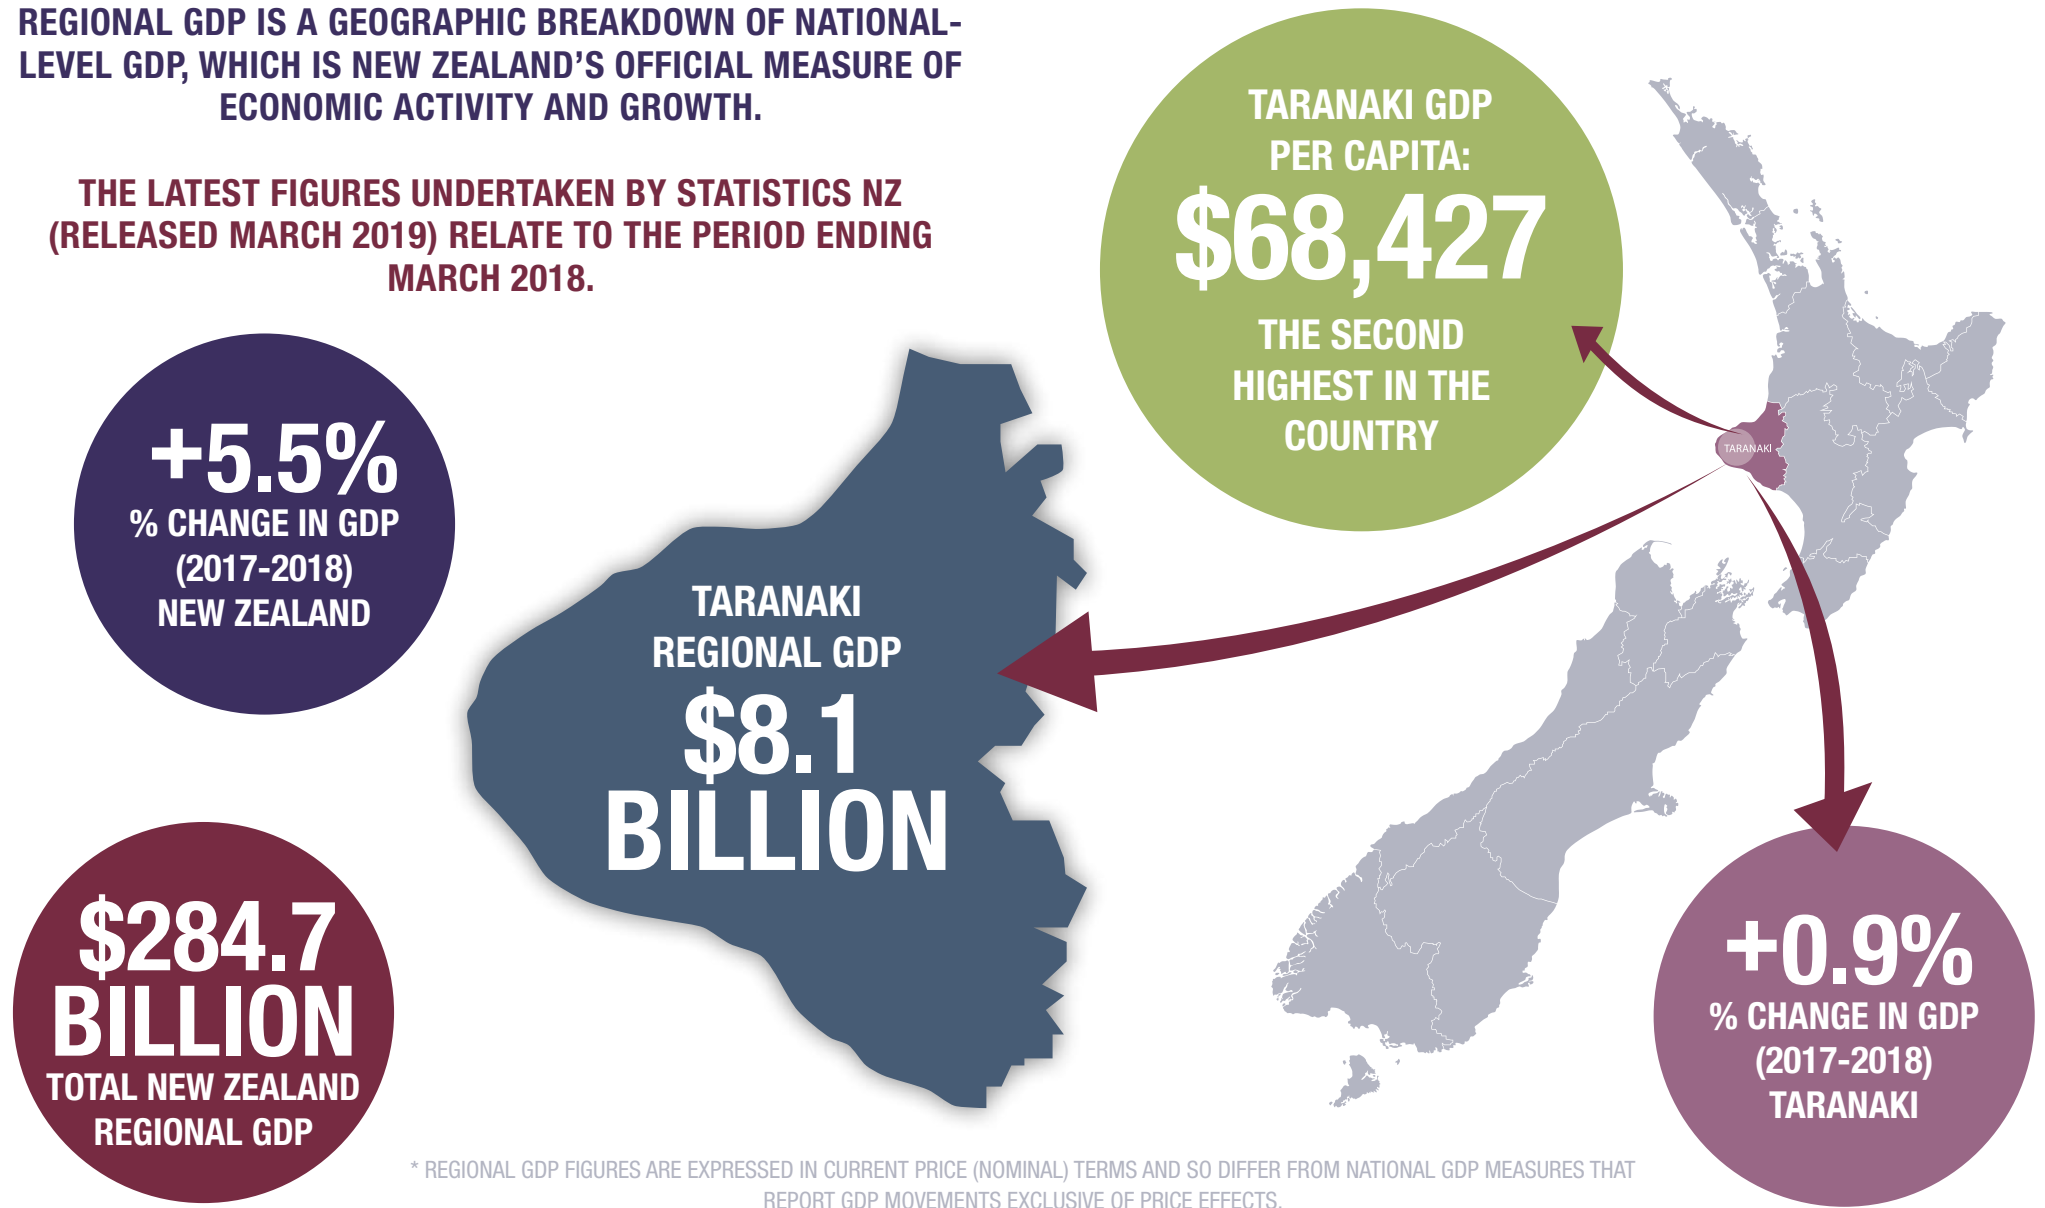 REGIONAL GDP IS A GEOGRAPHIC BREAKDOWN OF NATIONAL-
LEVEL GDP, WHICH IS NEW ZEALAND'S OFFICIAL MEASURE OF
ECONOMIC ACTIVITY AND GROWTH.
THE LATEST FIGURES UNDERTAKEN BY STATISTICS NZ
(RELEASED MARCH 2019) RELATE TO THE PERIOD ENDING
MARCH 2018.
TARANAKI GDP
PER CAPITA:
$68,427
THE SECOND
HIGHEST IN THE
COUNTRY
TARANAKI
+5.5%
% CHANGE IN GDP
(2017-2018)
NEW ZEALAND
TARANAKI
REGIONAL GDP
$8.1
BILLION
$284.7
BILLION
TOTAL NEW ZEALAND
REGIONAL GDP
+0.9%
% CHANGE IN GDP
(2017-2018)
TARANAKI
* REGIONAL GDP FIGURES ARE EXPRESSED IN CURRENT PRICE (NOMINAL) TERMS AND SO DIFFER FROM NATIONAL GDP MEASURES THAT
REPORT GDP MOVEMENTS EXCLUSIVE OF PRICE EFFECTS.